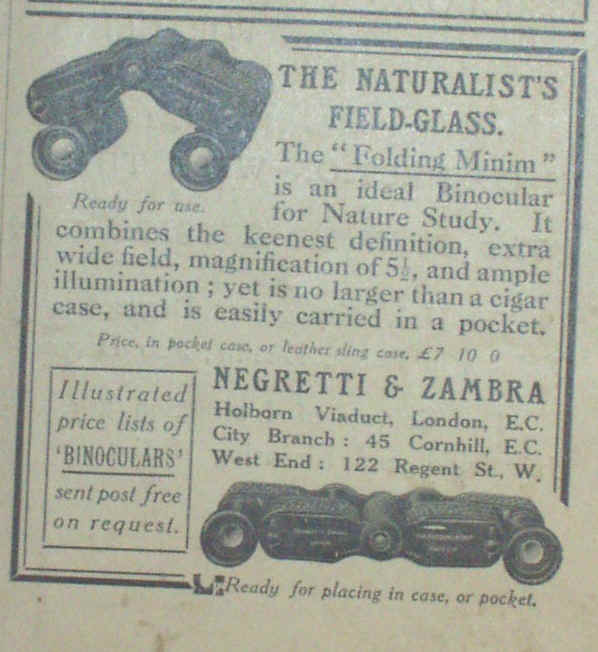 THE NATURALIST'S
FIELD-GLASS.
The "Folding Minim"
is an ideal Binocular
Ready for use.
for Nature Study. It
combines the keenest definition, extra
wide field, magnification of 5½, and ample
illumination ; yet is no larger than a cigar
case, and is easily carried in a pocket.
Price, in pocket case, or leather sling case, £7 10 0
Illustrated
price lists of
'BINOCULARS'
sent post free
on request.
NEGRETTI & ZAMBRA
Holborn Viaduct, London, E.C.
City Branch : 45 Cornhill, E.C.
West End : 122 Regent St., W.
Ready for placing in case, or pocket.